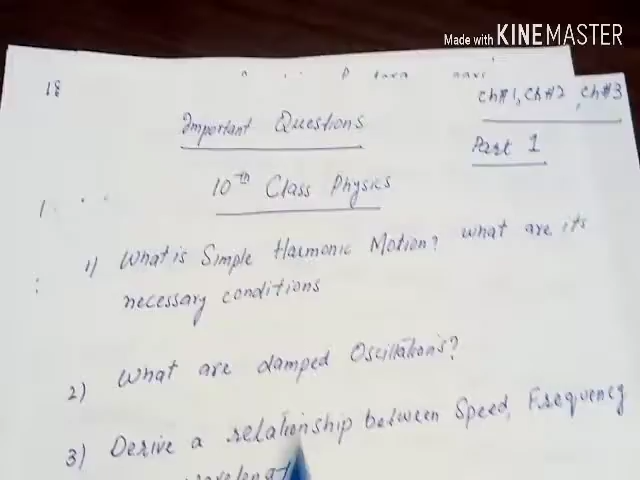 Made with KINEMASTER
18
Ch#1, Ch#2, Ch#3
Important Questions
Part 1
10th Class Physics
1) What is Simple Harmonic Motion? what are its
necessary conditions
2) What are damped Oscillations?
3) Derive a relationship between Speed, Frequency